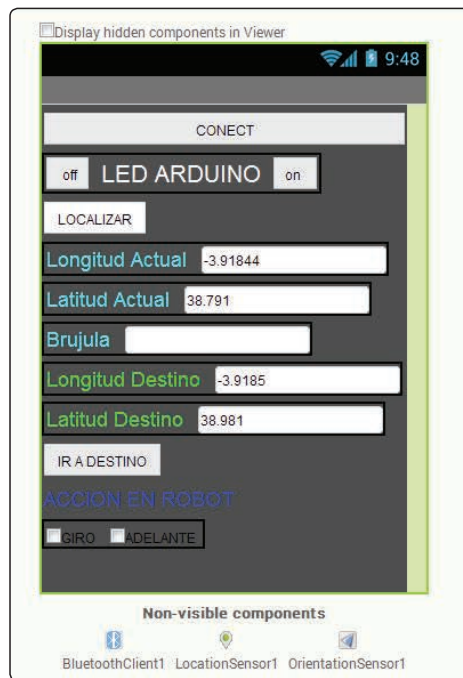 Display hidden components in Viewer
9:48
CONECT
off LED ARDUINO on
LOCALIZAR
Longitud Actual -3.91844
Latitud Actual 38.791
Brujula
Longitud Destino -3.9185
Latitud Destino 38.981
IR A DESTINO
ACCION EN ROBOT
GIRO ADELANTE
Non-visible components
BluetoothClient1 LocationSensor1 OrientationSensor1